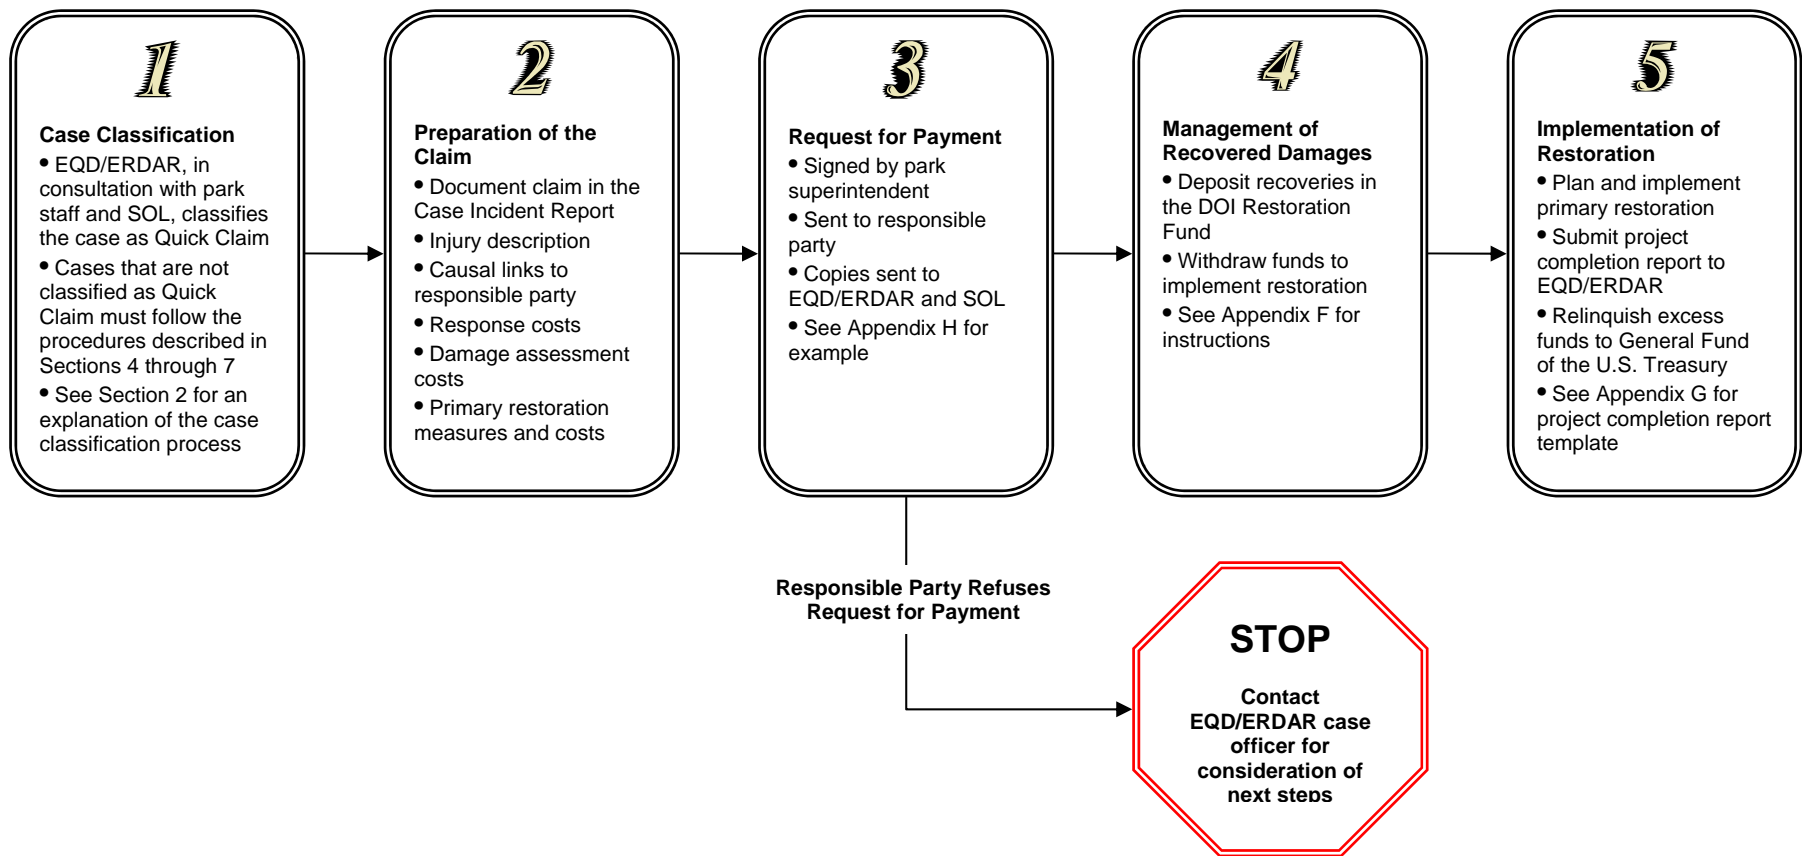 1
Case Classification
• EQD/ERDAR, in
consultation with park
staff and SOL, classifies
the case as Quick Claim
• Cases that are not
classified as Quick
Claim must follow the
procedures described in
Sections 4 through 7
• See Section 2 for an
explanation of the case
classification process
2
Preparation of the
Claim
• Document claim in the
Case Incident Report
• Injury description
• Causal links to
responsible party
• Response costs
• Damage assessment
costs
• Primary restoration
measures and costs
3
Request for Payment
• Signed by park
superintendent
• Sent to responsible
party
• Copies sent to
EQD/ERDAR and SOL
• See Appendix H for
example
4
Management of
Recovered Damages
• Deposit recoveries in
the DOI Restoration
Fund
• Withdraw funds to
implement restoration
• See Appendix F for
instructions
5
Implementation of
Restoration
• Plan and implement
primary restoration
• Submit project
completion report to
EQD/ERDAR
• Relinquish excess
funds to General Fund
of the U.S. Treasury
• See Appendix G for
project completion report
template
Responsible Party Refuses
Request for Payment
STOP
Contact
EQD/ERDAR case
officer for
consideration of
next steps